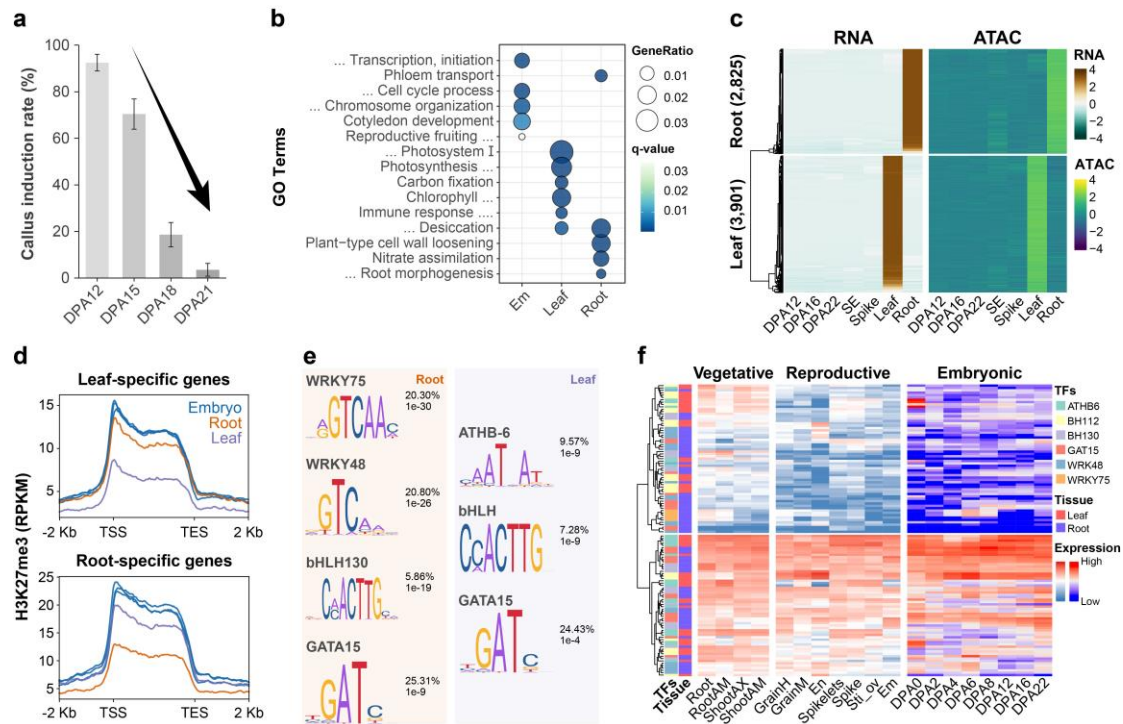 a
Callus induction rate (%)
100
80
60
40
20
0
DPA12
DPA15
DPA18
DPA21
b
GO Terms
... Transcription, initiation
Phloem transport
... Cell cycle process
... Chromosome organization
Cotyledon development
Reproductive fruiting ...
... Photosystem I
Photosynthesis ...
Carbon fixation
Chlorophyll ...
Immune response ....
... Desiccation
Plant-type cell wall loosening
Nitrate assimilation
... Root morphogenesis
Em
Leaf
Root
GeneRatio
0.01
0.02
0.03
q-value
0.03
0.02
0.01
c
RNA
ATAC
Root (2,825)
Leaf (3,901)
DPA12
DPA16
DPA22
SE
Spike
Leaf
Root
DPA12
DPA16
DPA22
SE
Spike
Leaf
Root
RNA
4
2
0
−2
−4
ATAC
4
2
0
−2
−4
d
H3K27me3 (RPKM)
Leaf-specific genes
15
10
5
Embryo
Root
Leaf
-2 Kb
TSS
TES
2 Kb
Root-specific genes
25
20
15
10
5
-2 Kb
TSS
TES
2 Kb
e
Root
WRKY75
20.30%
1e-30
GTCAA
WRKY48
20.80%
1e-26
GTC
bHLH130
5.86%
1e-19
CACTTG
GATA15
25.31%
1e-9
GAT
Leaf
ATHB-6
9.57%
1e-9
AATAT
bHLH
7.28%
1e-9
CCACTTG
GATA15
24.43%
1e-4
GATC
f
Vegetative
Reproductive
Embryonic
TFs
Tissue
Root
RootAM
ShootAX
ShootAM
GrainH
GrainM
En
Spikelets
Spike
Sti_ov
Em
DPA0
DPA2
DPA4
DPA6
DPA8
DPA12
DPA16
DPA22
TFs
ATHB6
BH112
BH130
GAT15
WRK48
WRKY75
Tissue
Leaf
Root
Expression
High
Low